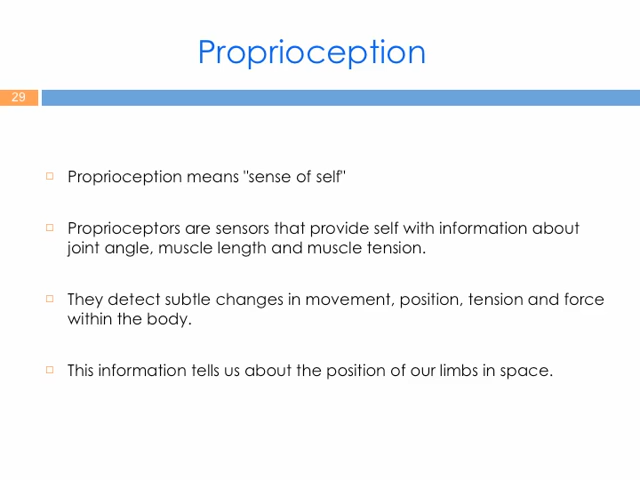 Proprioception
29
Proprioception means "sense of self"
Proprioceptors are sensors that provide self with information about
joint angle, muscle length and muscle tension.
They detect subtle changes in movement, position, tension and force
within the body.
This information tells us about the position of our limbs in space.